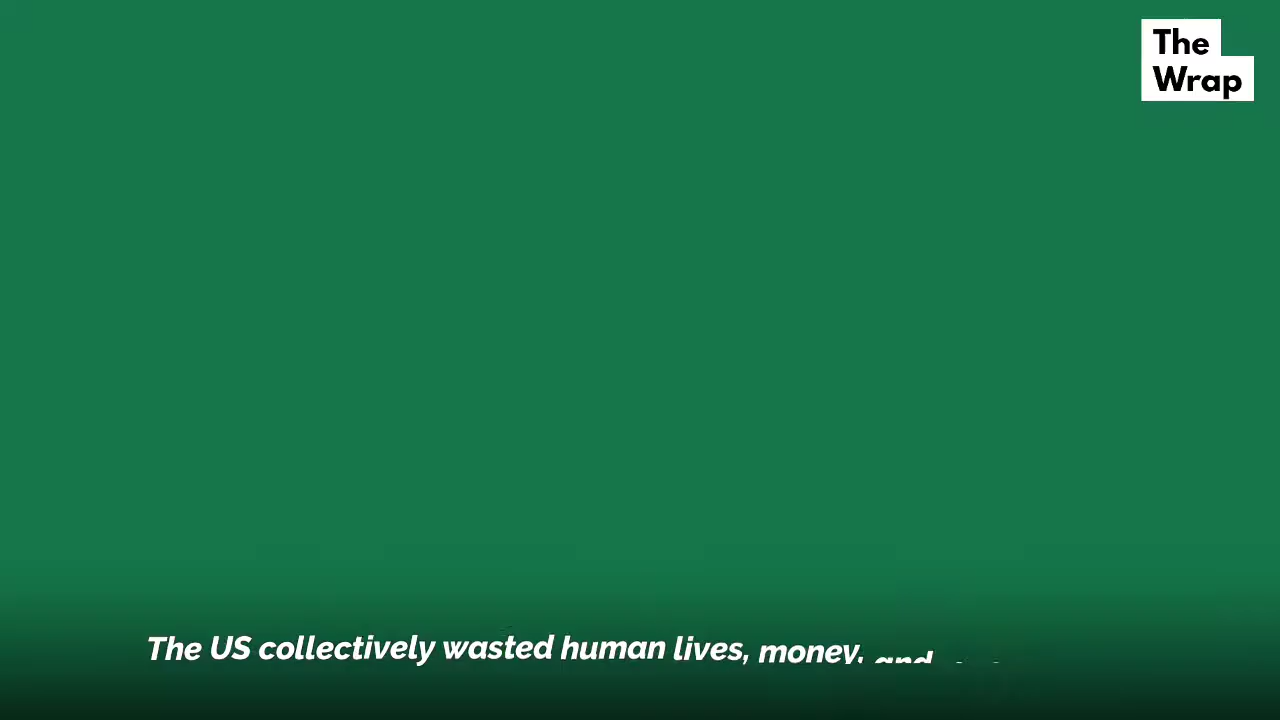 The
Wrap
The US collectively wasted human lives, money, and